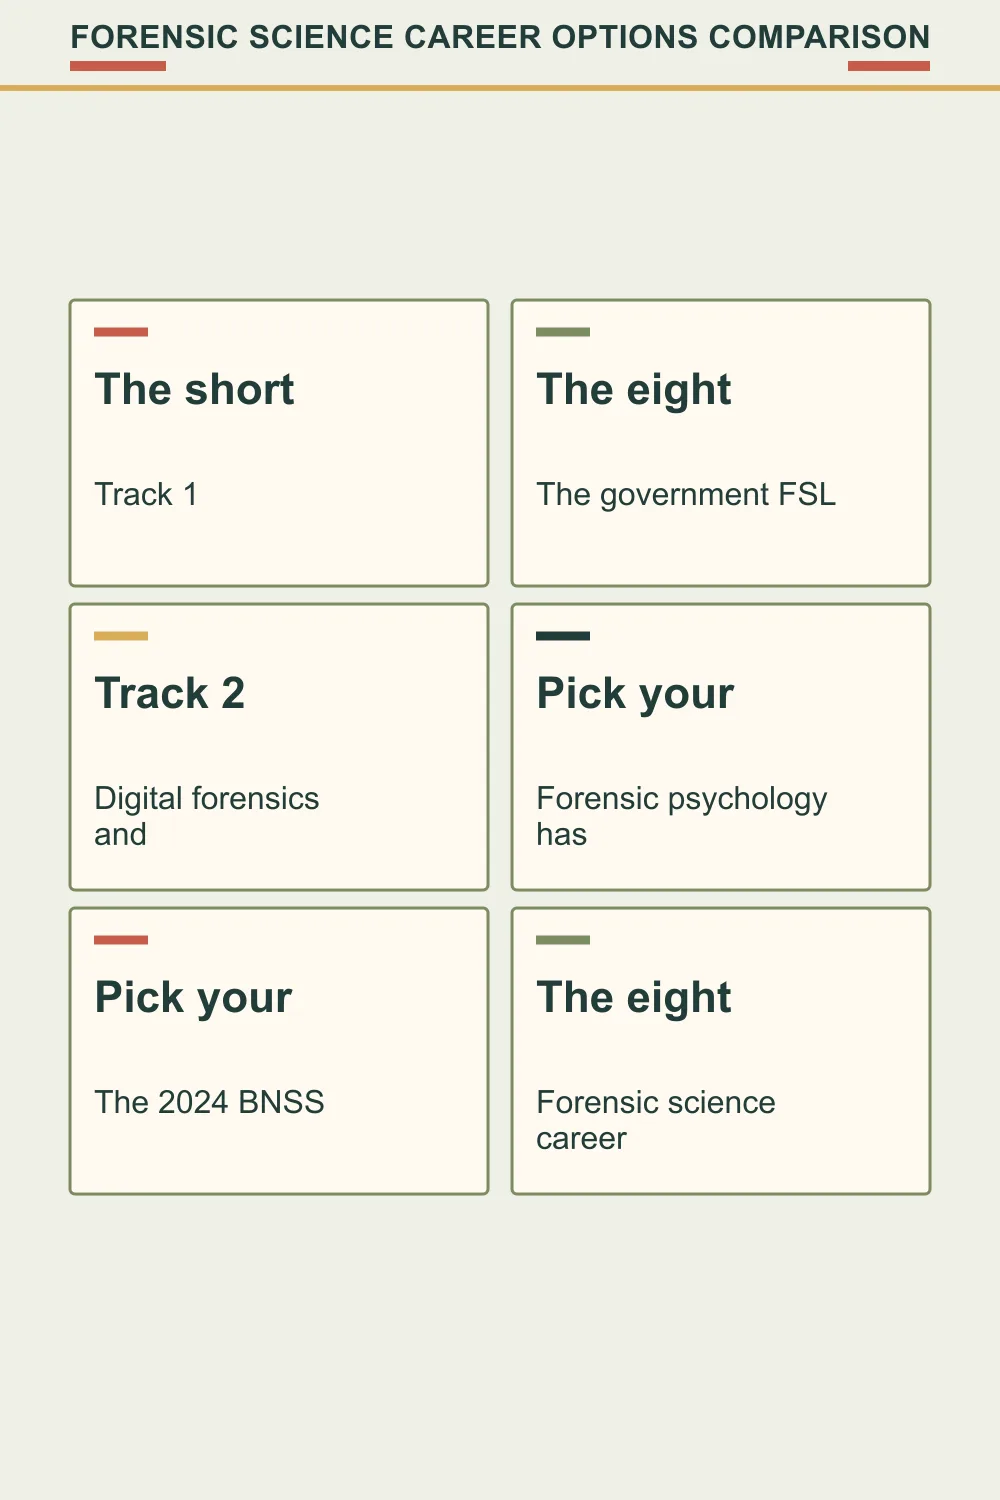 FORENSIC SCIENCE CAREER OPTIONS COMPARISON
The short
Track 1
The eight
The government FSL
Track 2
Digital forensics
and
Pick your
Forensic psychology
has
Pick your
The 2024 BNSS
The eight
Forensic science
career